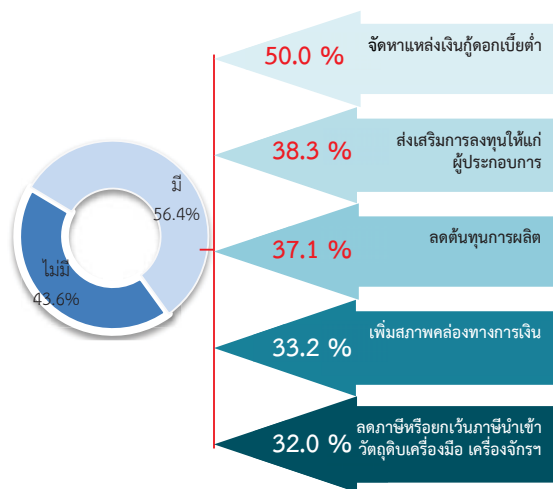 มี
56.4%
ไม่มี
43.6%
50.0 %
จัดหาแหล่งเงินกู้ดอกเบี้ยต่ำ
38.3 %
ส่งเสริมการลงทุนให้แก่
ผู้ประกอบการ
37.1 %
ลดต้นทุนการผลิต
33.2 %
เพิ่มสภาพคล่องทางการเงิน
32.0 %
ลดภาษีหรือยกเว้นภาษีนำเข้า
วัตถุดิบเครื่องมือ เครื่องจักรฯ